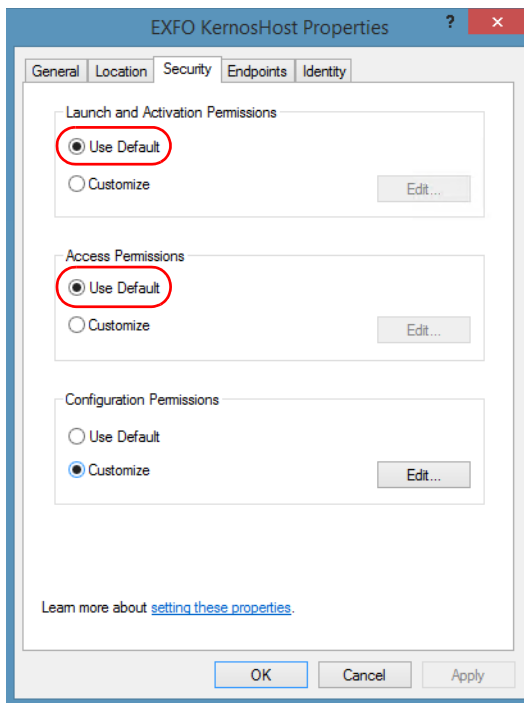 EXFO KernosHost Properties ? ×
General Location Security Endpoints Identity
Launch and Activation Permissions
Use Default
Customize
Edit...
Access Permissions
Use Default
Customize
Edit...
Configuration Permissions
Use Default
Customize
Edit...
Learn more about setting these properties.
OK Cancel Apply